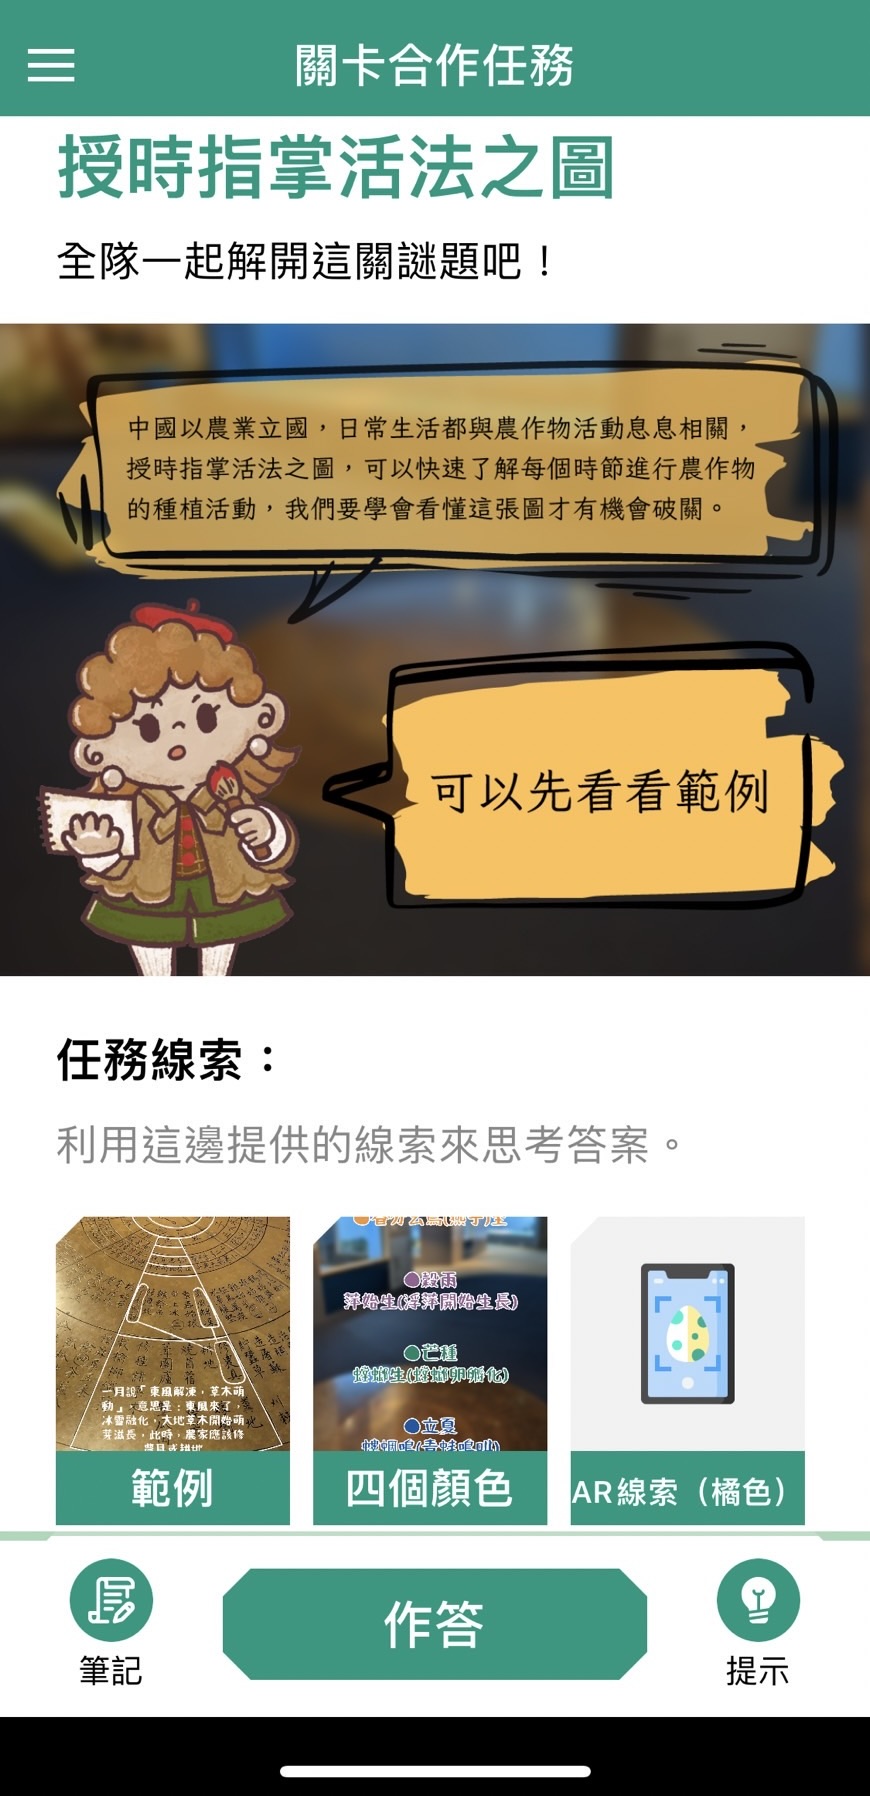 關卡合作任務
授時指掌活法之圖
全隊一起解開這關謎題吧！
中國以農業立國，日常生活都與農作物活動息息相關，
授時指掌活法之圖，可以快速了解每個時節進行農作物
的種植活動，我們要學會看懂這張圖才有機會破關。
可以先看看範例
任務線索：
利用這邊提供的線索來思考答案。
一月說「東風解凍，草木萌
動」，意思是：東風來了，
冰雪融化，大地草木開始萌
芽滋長，此時，農家應該修
範例
穀雨
萍始生(浮萍開始生長)
芒種
螳螂生(螳螂卵孵化)
立夏
四個顏色
AR線索（橘色）
作答
筆記
提示